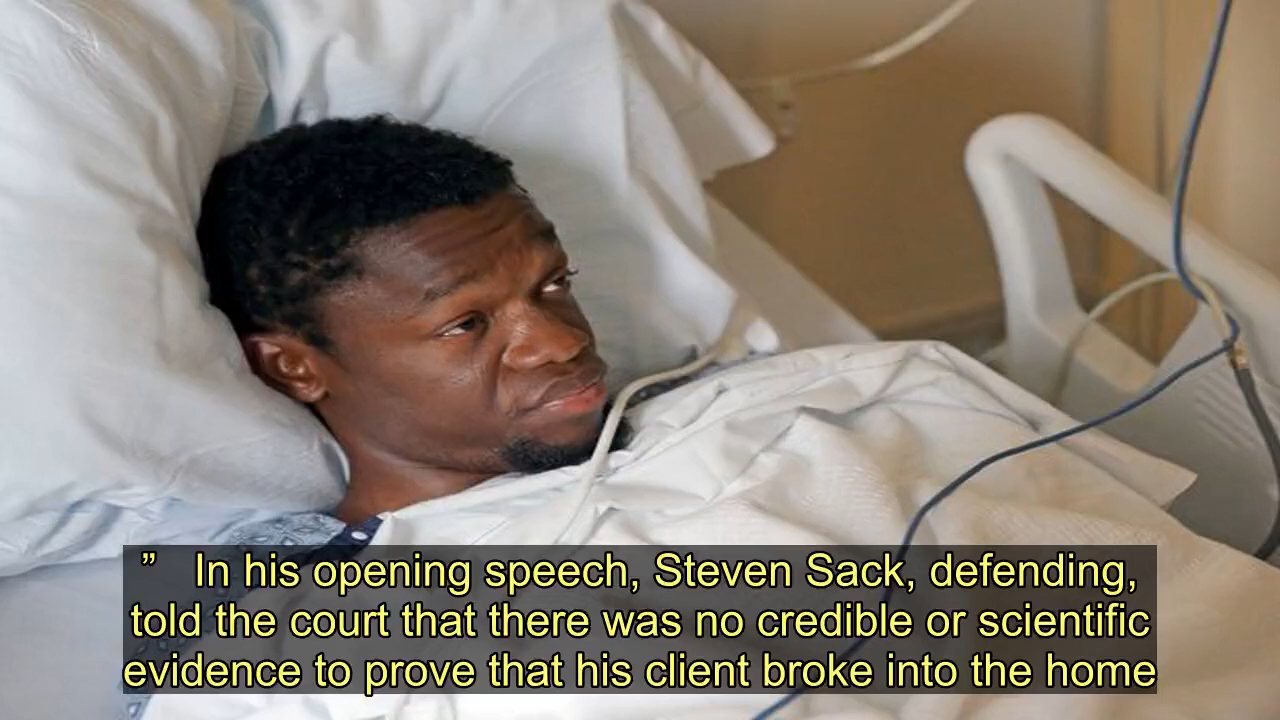 ” In his opening speech, Steven Sack, defending,
told the court that there was no credible or scientific
evidence to prove that his client broke into the home